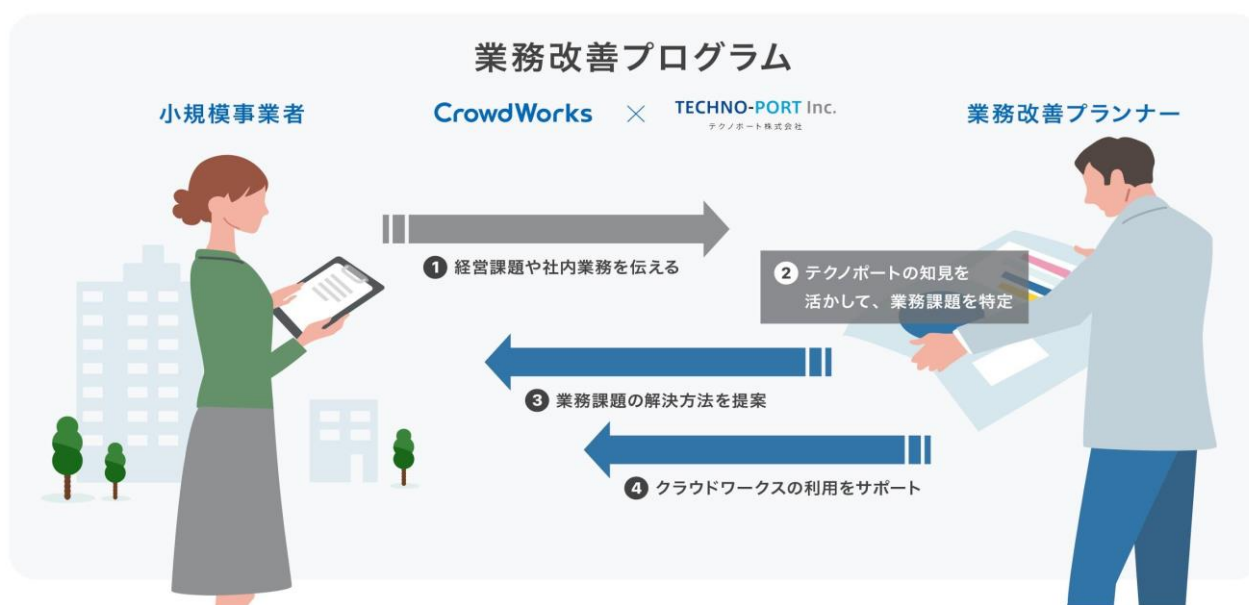 業務改善プログラム
小規模事業者
CrowdWorks × TECHNO-PORT Inc.
テクノポート株式会社
業務改善プランナー
1 経営課題や社内業務を伝える
2 テクノポートの知見を
活かして、業務課題を特定
3 業務課題の解決方法を提案
4 クラウドワークスの利用をサポート